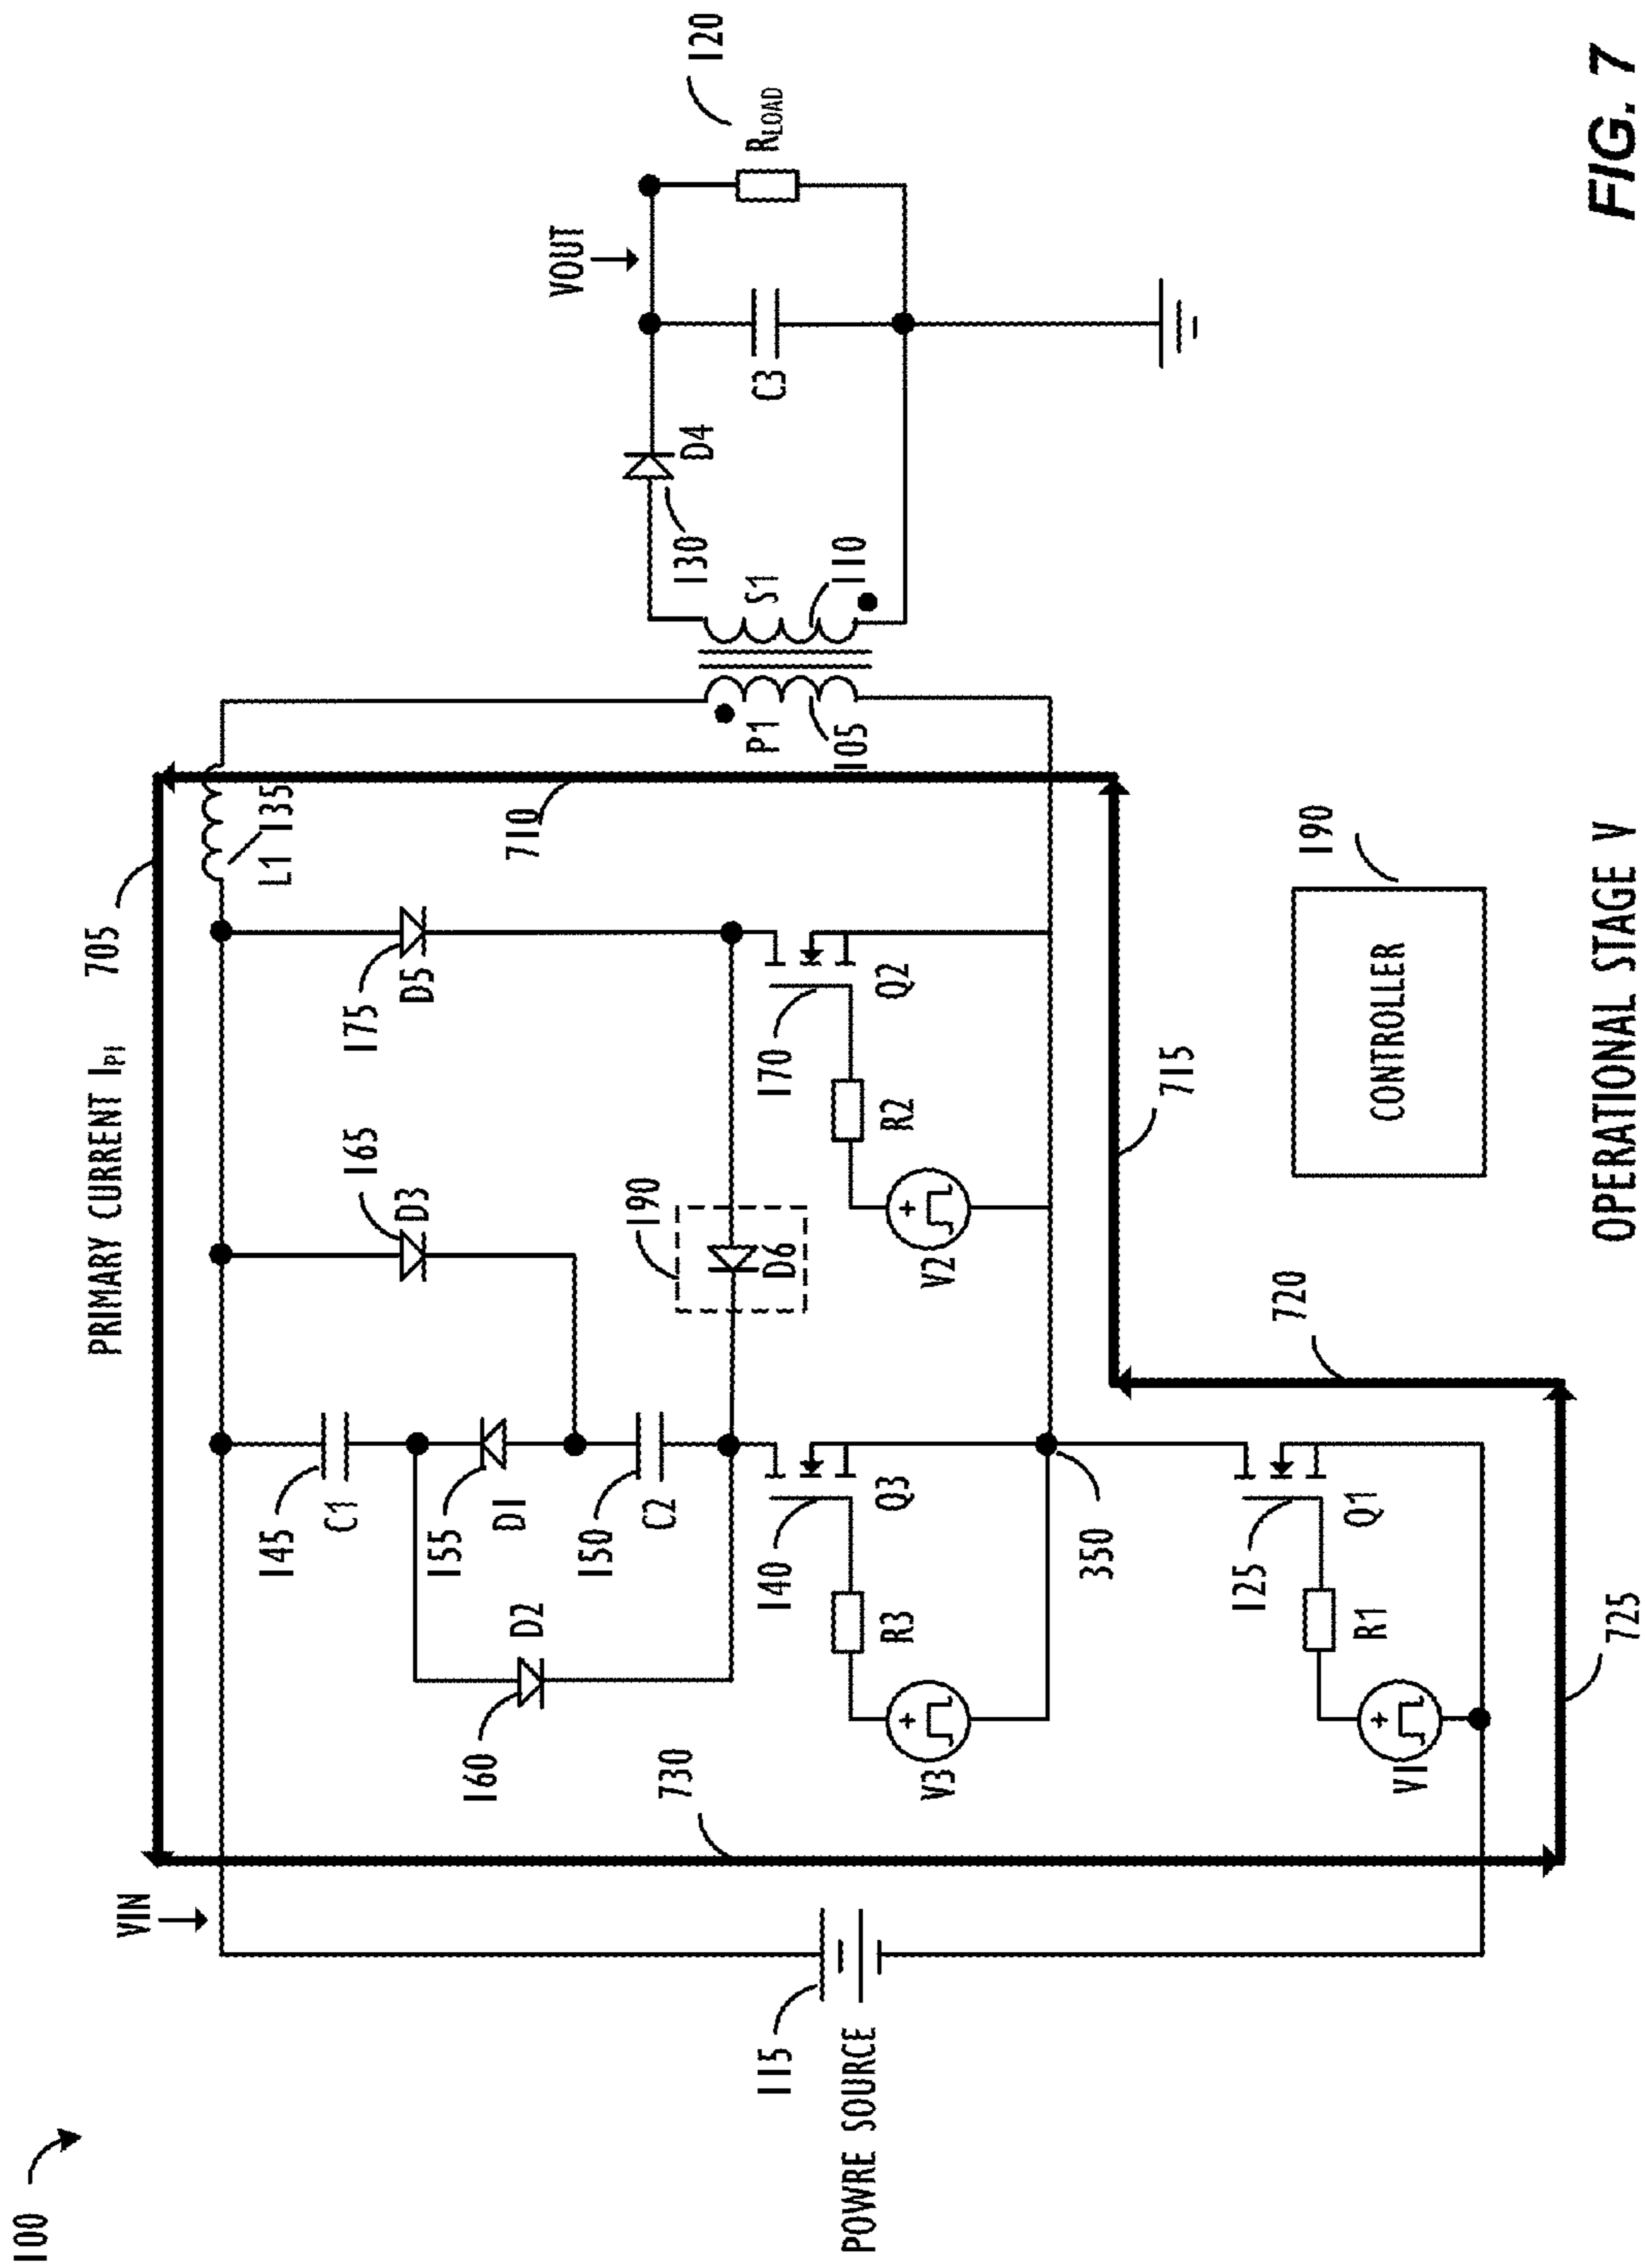 100
PRIMARY CURRENT IP1
705
VIN
115
POWRE SOURCE
730
145
C1
155
D1
160
D2
150
C2
165
D3
175
D5
L1
135
710
190
D6
140
Q3
R3
V3
170
Q2
R2
V2
350
125
Q1
R1
V1
715
720
725
P1
105
S1
110
130
D4
VOUT
C3
RLOAD
120
190
CONTROLLER
OPERATIONAL STAGE V
FIG. 7